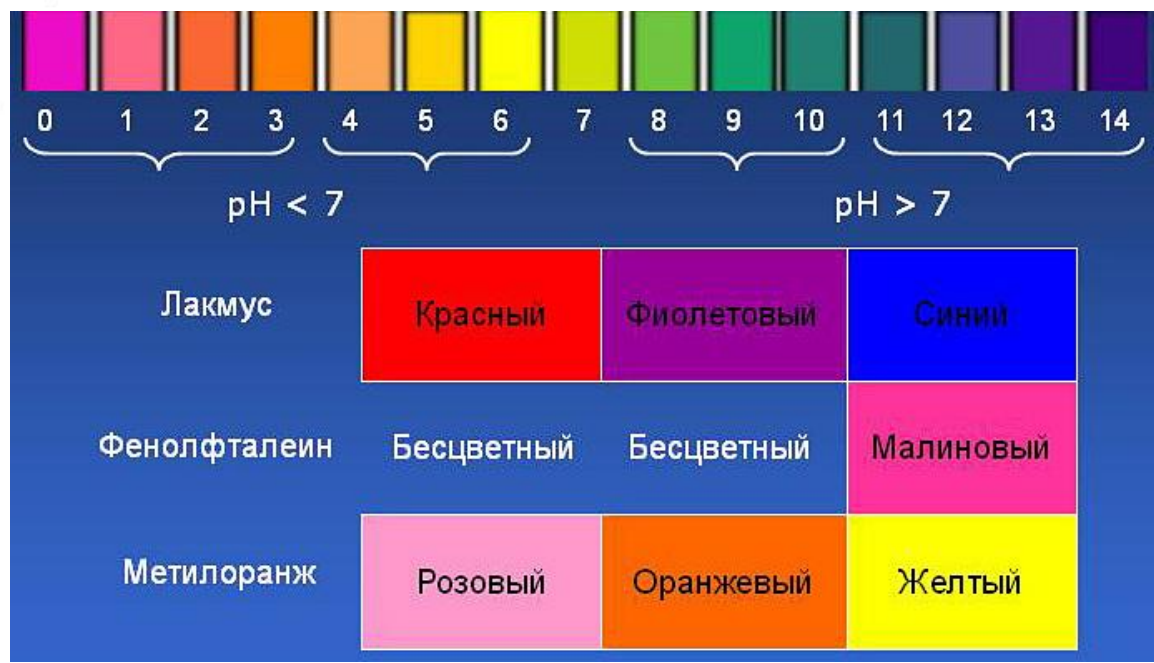 0 1 2 3 4 5 6 7 8 9 10 11 12 13 14
pH < 7 pH > 7
Лакмус Красный Фиолетовый Синий
Фенолфталеин Бесцветный Бесцветный Малиновый
Метилоранж Розовый Оранжевый Желтый